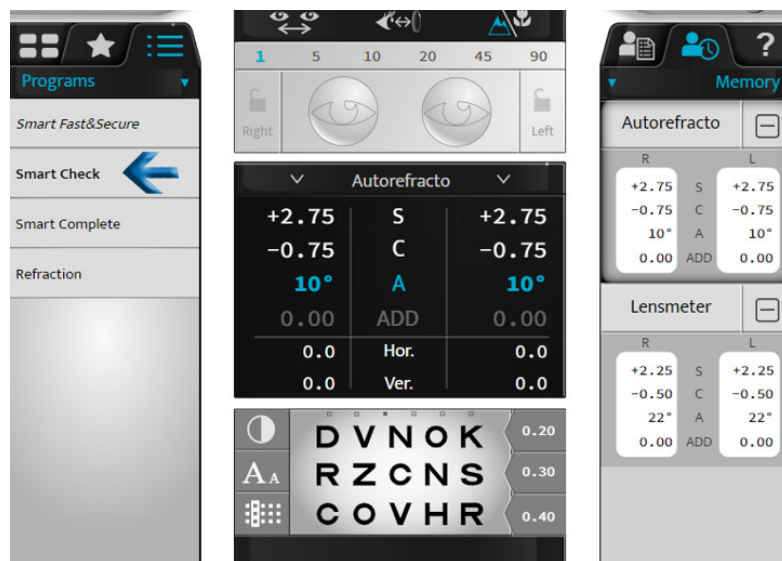 Programs
Smart Fast&Secure
Smart Check
Smart Complete
Refraction
1 5 10 20 45 90
Right Left
Autorefracto
+2.75 S +2.75
-0.75 C -0.75
10° A 10°
0.00 ADD 0.00
0.0 Hor. 0.0
0.0 Ver. 0.0
D V N O K 0.20
AA R Z C N S 0.30
C O V H R 0.40
?
Memory
Autorefracto
R L
+2.75 S +2.75
-0.75 C -0.75
10° A 10°
0.00 ADD 0.00
Lensmeter
R L
+2.25 S +2.25
-0.50 C -0.50
22° A 22°
0.00 ADD 0.00